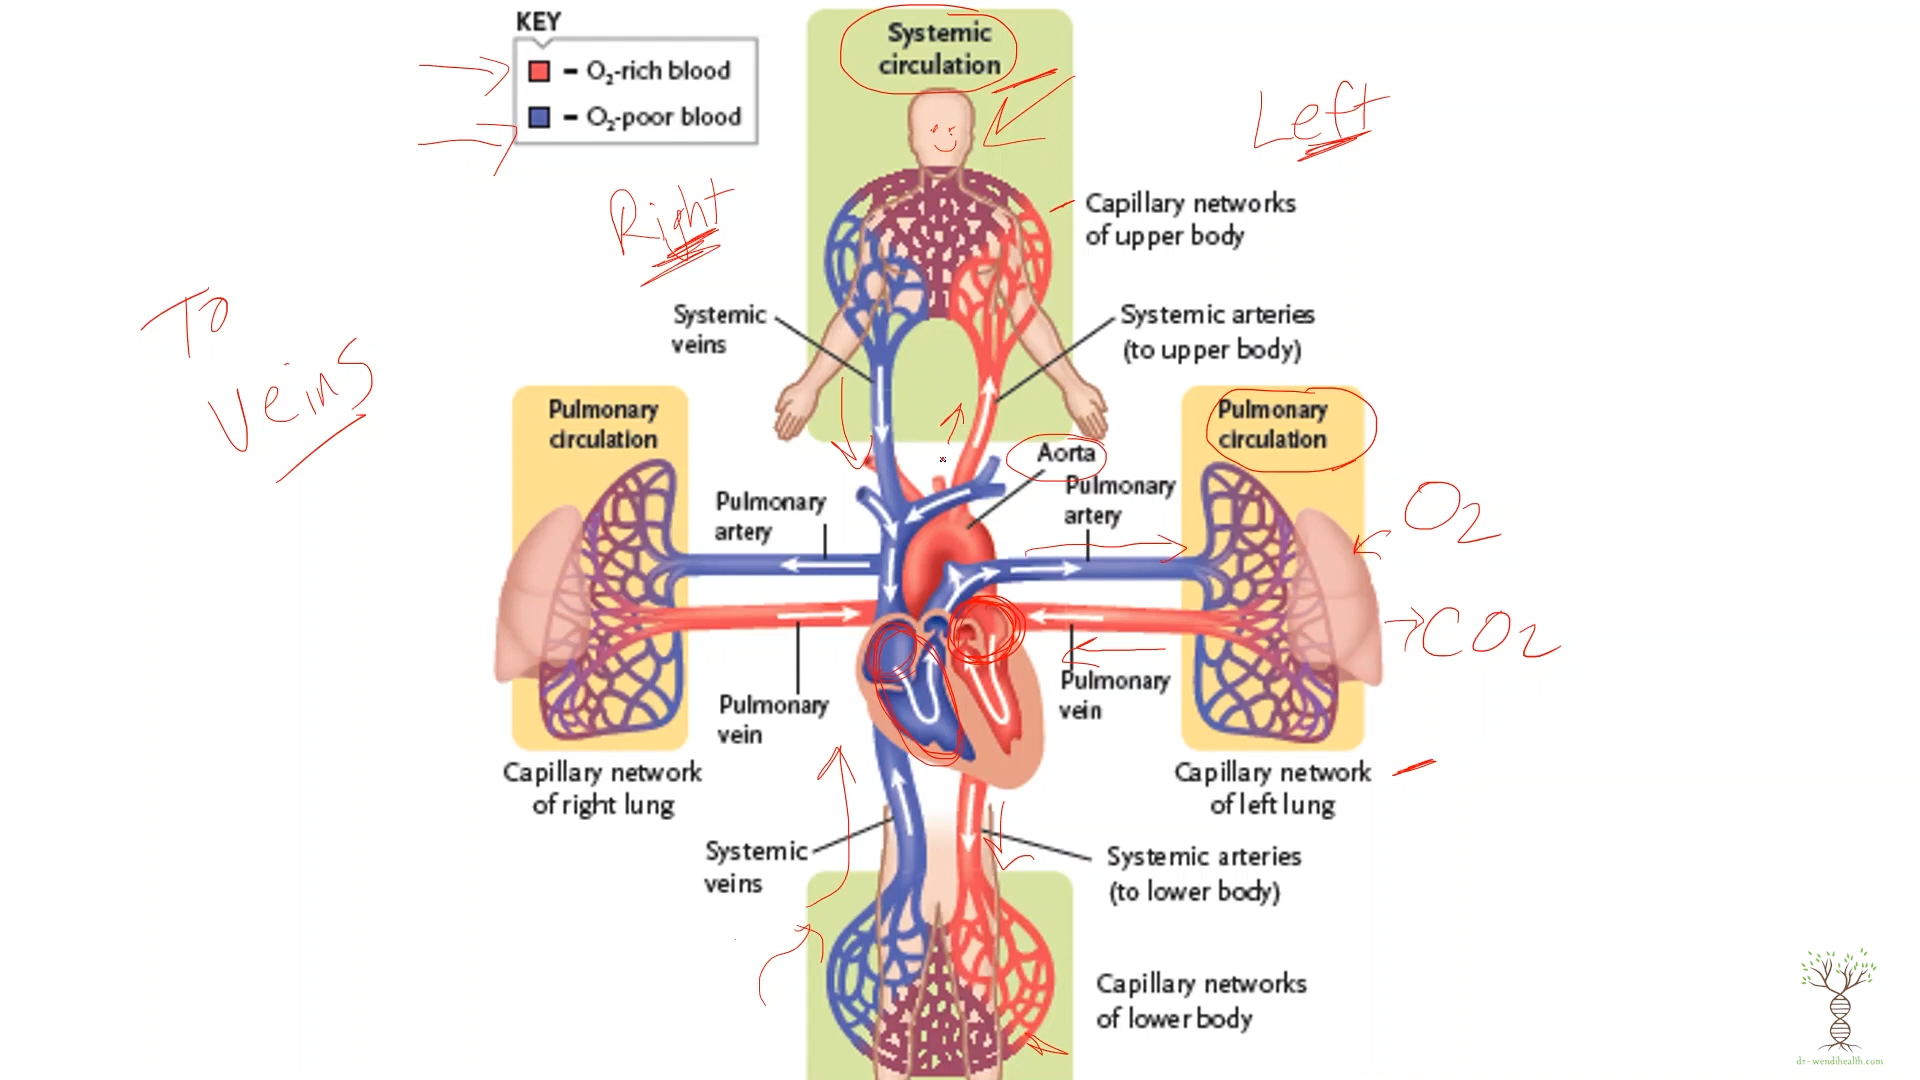 KEY
– O₂-rich blood
– O₂-poor blood
Systemic
circulation
Left
Right
Capillary networks
of upper body
To
veins
Systemic
veins
Systemic arteries
(to upper body)
Pulmonary
circulation
Pulmonary
circulation
Aorta
Pulmonary
artery
Pulmonary
artery
O2
CO2
Pulmonary
vein
Pulmonary
vein
Capillary network
of right lung
Capillary network
of left lung
Systemic
veins
Systemic arteries
(to lower body)
Capillary networks
of lower body
dr-wendihealth.com